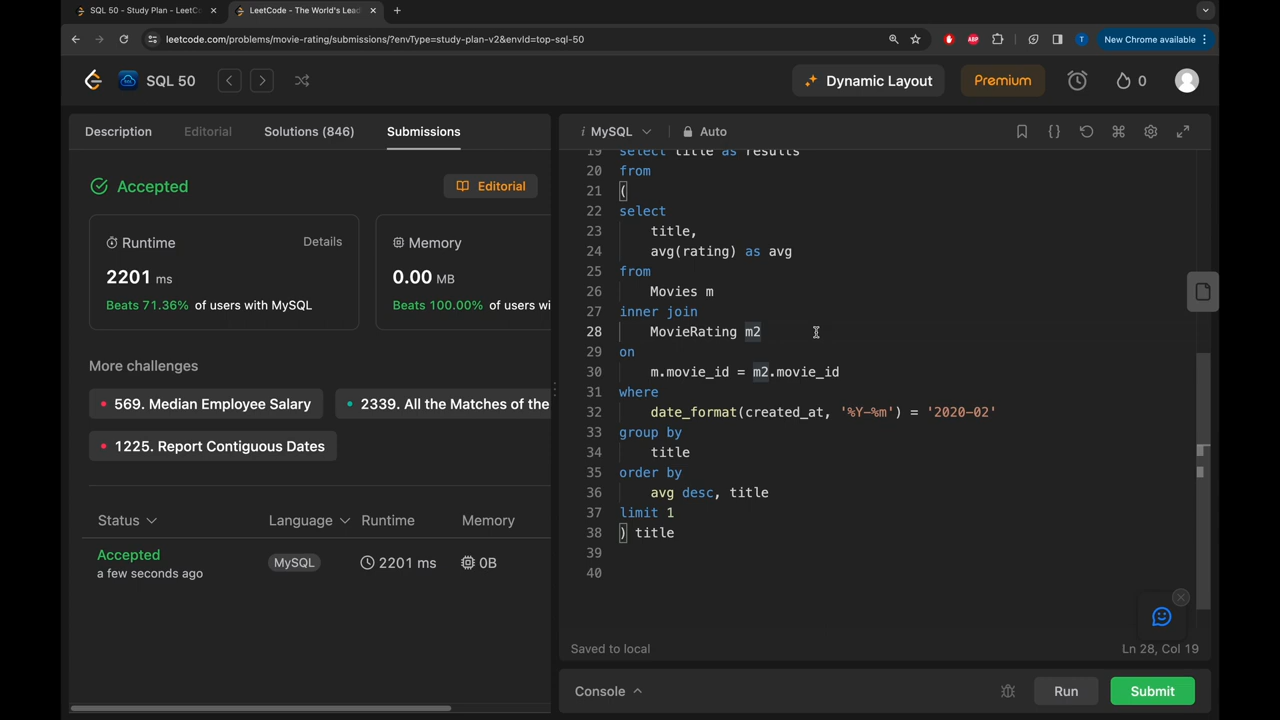 SQL 50 - Study Plan - LeetC
LeetCode - The World's Lead
leetcode.com/problems/movie-rating/submissions/?envType=study-plan-v2&envId=top-sql-50
ABP
T
New Chrome available
SQL 50
Dynamic Layout
Premium
0
Description
Editorial
Solutions (846)
Submissions
i MySQL
Auto
Accepted
Editorial
Runtime
Details
2201 ms
Beats 71.36% of users with MySQL
Memory
0.00 MB
Beats 100.00% of users wi
More challenges
569. Median Employee Salary
2339. All the Matches of the
1225. Report Contiguous Dates
Status
Language
Runtime
Memory
Accepted
a few seconds ago
MySQL
2201 ms
0B
19 select title as results
20 from
21 (
22 select
23 title,
24 avg(rating) as avg
25 from
26 Movies m
27 inner join
28 MovieRating m2
29 on
30 m.movie_id = m2.movie_id
31 where
32 date_format(created_at, '%Y-%m') = '2020-02'
33 group by
34 title
35 order by
36 avg desc, title
37 limit 1
38 ) title
39
40
Saved to local
Ln 28, Col 19
Console
Run
Submit